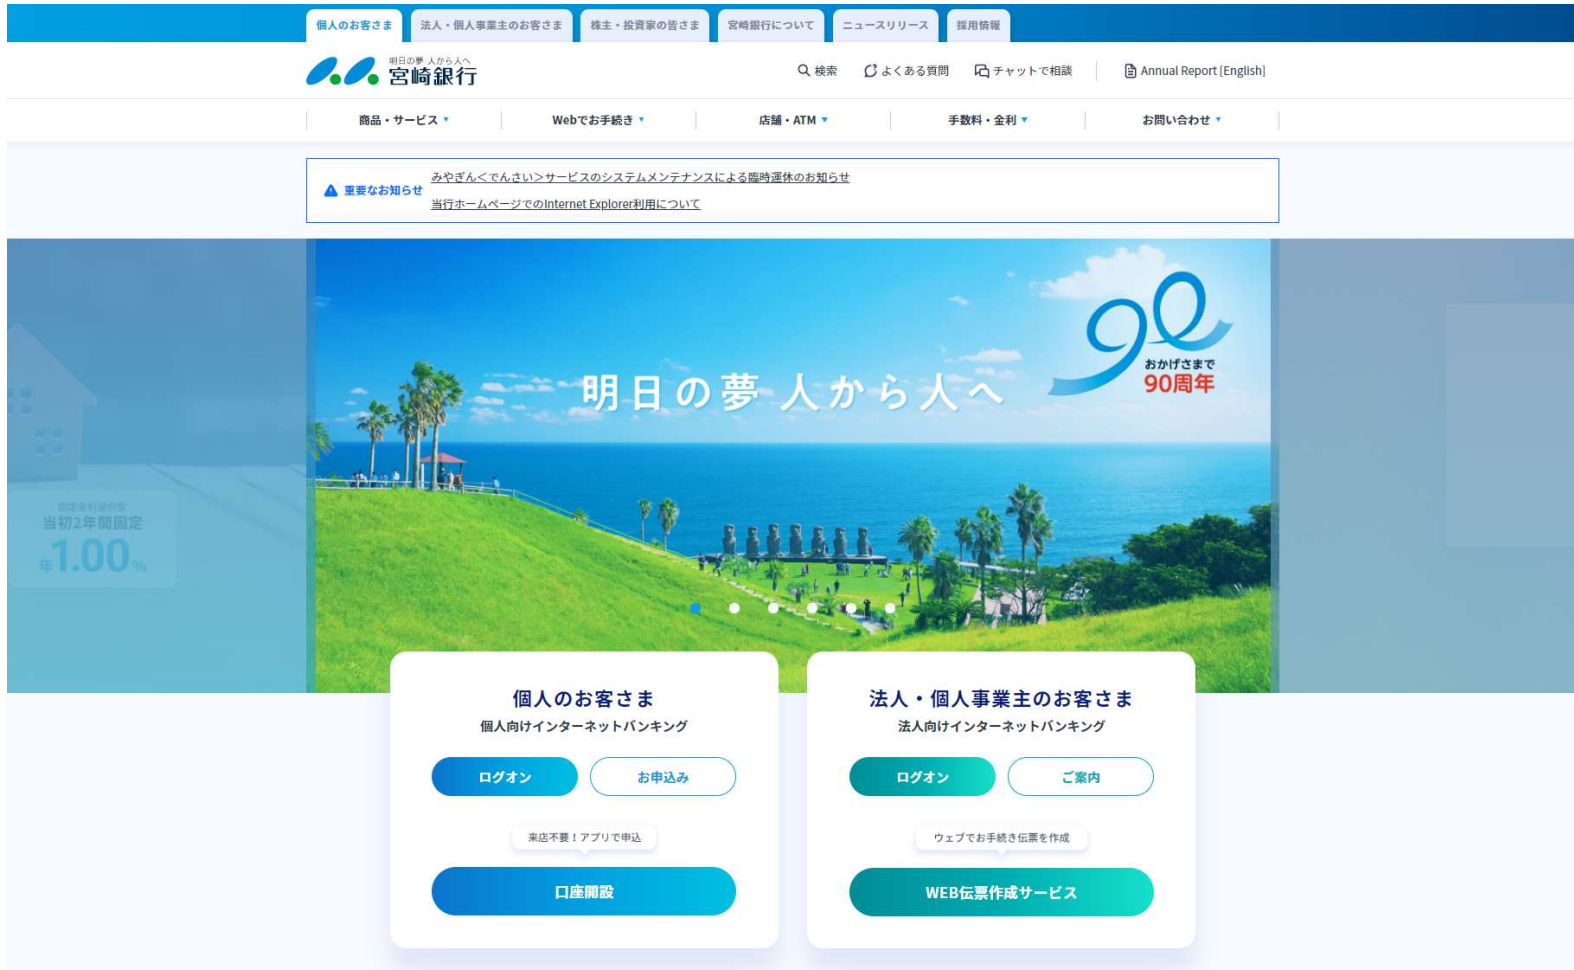 個人のお客さま
法人・個人事業主のお客さま
株主・投資家の皆さま
宮崎銀行について
ニュースリリース
採用情報
明日の夢 人から人へ
宮崎銀行
検索
よくある質問
チャットで相談
Annual Report [English]
商品・サービス
Webでお手続き
店舗・ATM
手数料・金利
お問い合わせ
重要なお知らせ
みやぎん＜でんさい＞サービスのシステムメンテナンスによる臨時運休のお知らせ
当行ホームページでのInternet Explorer利用について
90
おかげさまで
90周年
明日の夢 人から人へ
固定金利選択型
当初2年間固定
年1.00%
個人のお客さま
個人向けインターネットバンキング
ログオン
お申込み
来店不要！アプリで申込
口座開設
法人・個人事業主のお客さま
法人向けインターネットバンキング
ログオン
ご案内
ウェブでお手続き伝票を作成
WEB伝票作成サービス